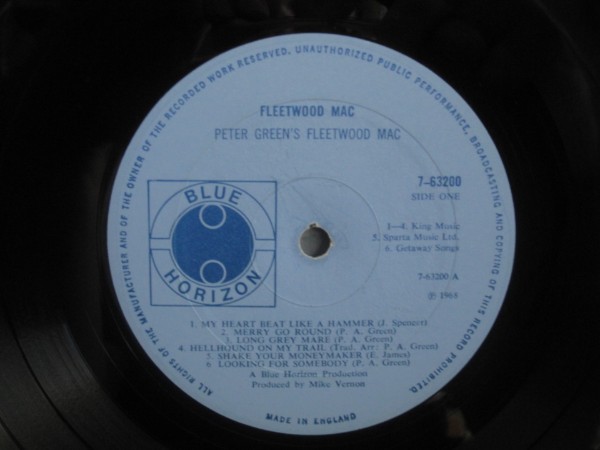 ALL RIGHTS OF THE MANUFACTURER AND OF THE OWNER OF THE RECORDED WORK RESERVED. UNAUTHORIZED PUBLIC PERFORMANCE, BROADCASTING AND COPYING OF THIS RECORD PROHIBITED.
FLEETWOOD MAC
PETER GREEN'S FLEETWOOD MAC
7-63200
SIDE ONE
BLUE
HORIZON
1—4. King Music
5. Sparta Music Ltd.
6. Getaway Songs
7-63200 A
℗ 1968
1. MY HEART BEAT LIKE A HAMMER (J. Spencer)
2. MERRY GO ROUND (P. A. Green)
3. LONG GREY MARE (P. A. Green)
4. HELLHOUND ON MY TRAIL (Trad. Arr: P. A. Green)
5. SHAKE YOUR MONEYMAKER (E. James)
6. LOOKING FOR SOMEBODY (P. A. Green)
A Blue Horizon Production
Produced by Mike Vernon
MADE IN ENGLAND